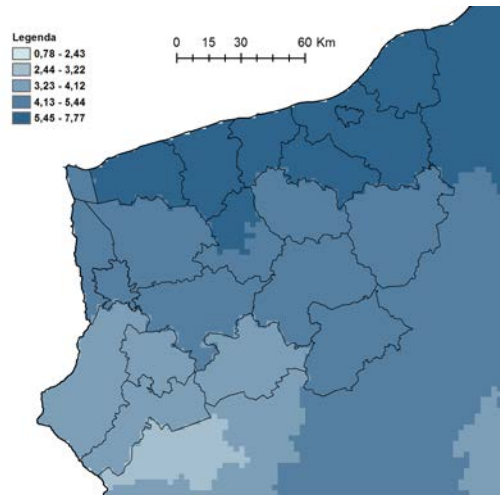 Legenda
0,78 - 2,43
2,44 - 3,22
3,23 - 4,12
4,13 - 5,44
5,45 - 7,77
0 15 30 60 Km